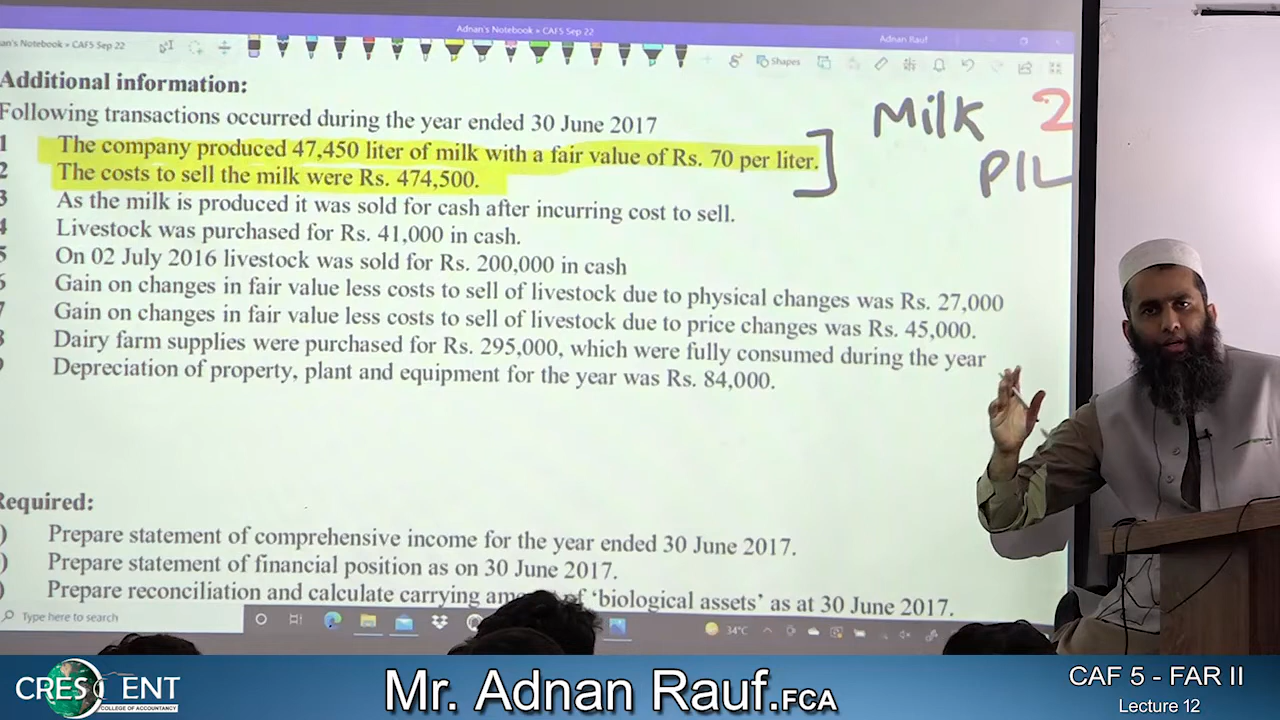 Adnan's Notebook » CAF5 Sep 22
Adnan Rauf
an's Notebook » CAF5 Sep 22
Shapes
Additional information:
Following transactions occurred during the year ended 30 June 2017
1 The company produced 47,450 liter of milk with a fair value of Rs. 70 per liter.
2 The costs to sell the milk were Rs. 474,500.
3 As the milk is produced it was sold for cash after incurring cost to sell.
4 Livestock was purchased for Rs. 41,000 in cash.
5 On 02 July 2016 livestock was sold for Rs. 200,000 in cash
6 Gain on changes in fair value less costs to sell of livestock due to physical changes was Rs. 27,000
7 Gain on changes in fair value less costs to sell of livestock due to price changes was Rs. 45,000.
8 Dairy farm supplies were purchased for Rs. 295,000, which were fully consumed during the year
9 Depreciation of property, plant and equipment for the year was Rs. 84,000.
Milk 2
P/L
Required:
) Prepare statement of comprehensive income for the year ended 30 June 2017.
) Prepare statement of financial position as on 30 June 2017.
) Prepare reconciliation and calculate carrying of 'biological assets' as at 30 June 2017.
Type here to search
34°C
CRESCENT
COLLEGE OF ACCOUNTANCY
Mr. Adnan Rauf.FCA
CAF 5 - FAR II
Lecture 12